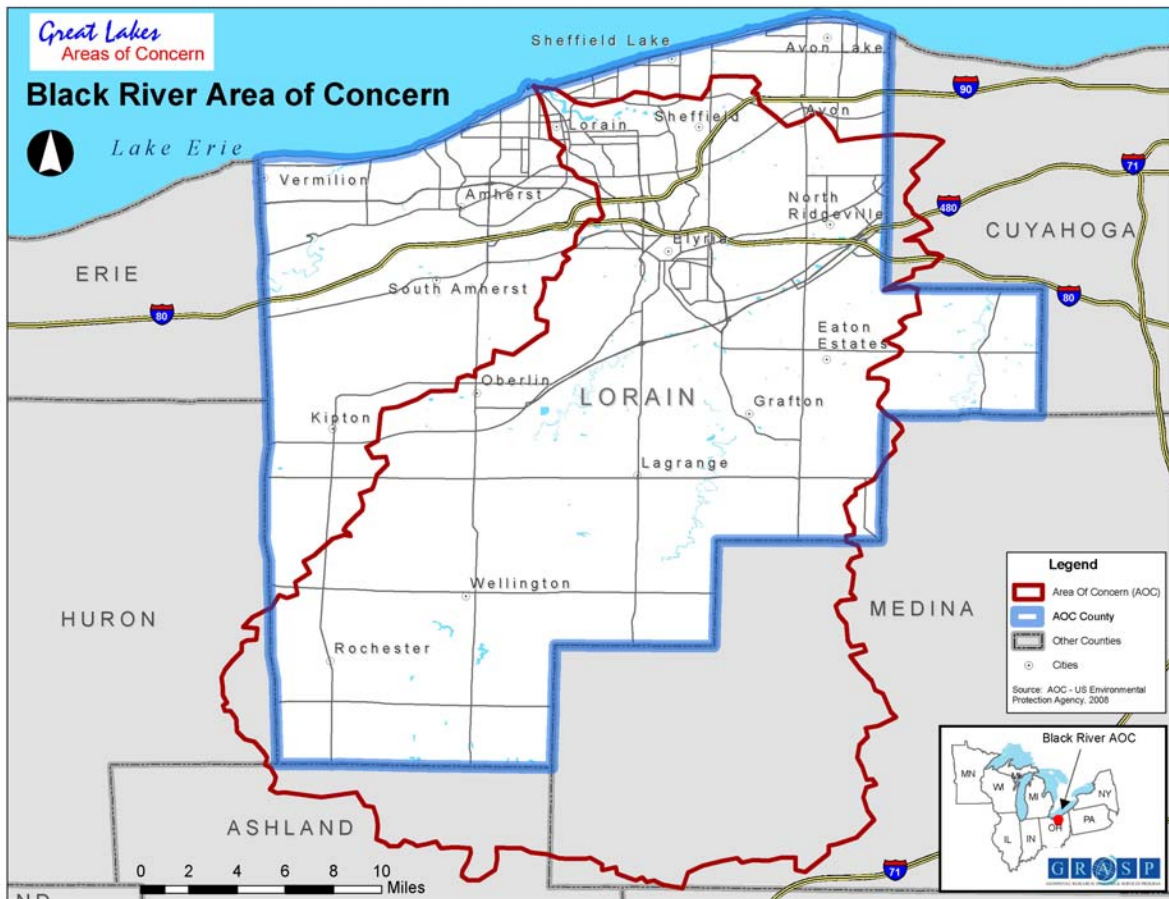 Great Lakes
Areas of Concern
Black River Area of Concern
Lake Erie
Sheffield Lake
Avon Lake
90
Avon
Lorain
Sheffield
71
Vermilion
Amherst
North
Ridgeville
480
CUYAHOGA
Elyria
ERIE
South Amherst
80
80
Eaton
Estates
Oberlin
LORAIN
Grafton
Kipton
Lagrange
Wellington
HURON
MEDINA
Rochester
Legend
Area Of Concern (AOC)
AOC County
Other Counties
Cities
Source: AOC - US Environmental
Protection Agency, 2008
Black River AOC
MN
WI
MI
MI
NY
PA
IL
IN
OH
GRASP
ASHLAND
0 2 4 6 8 10
Miles
71
ND